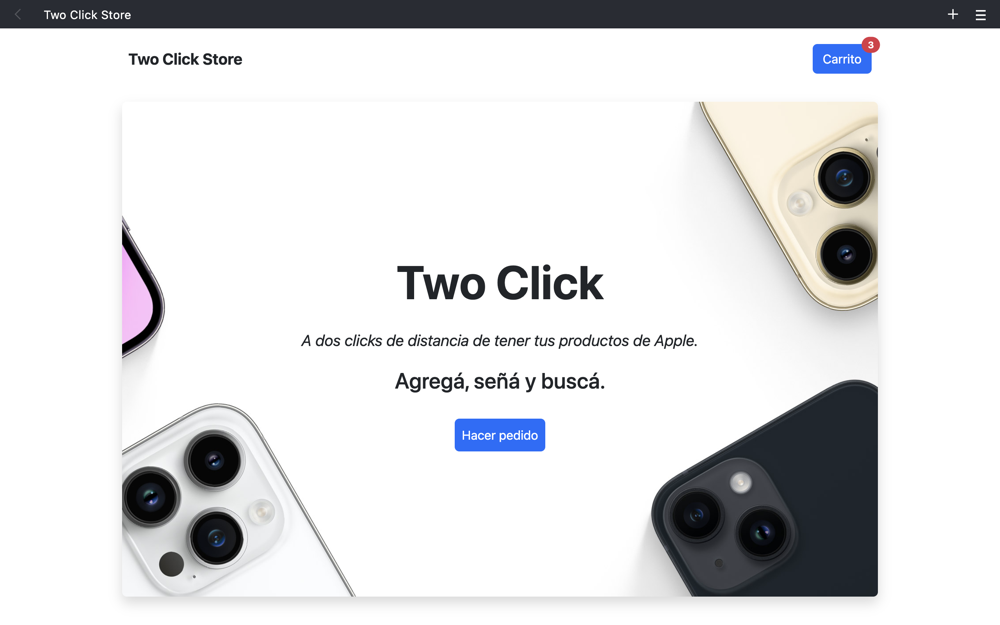 Two Click Store
Two Click Store
Carrito
3
Two Click
A dos clicks de distancia de tener tus productos de Apple.
Agregá, señá y buscá.
Hacer pedido